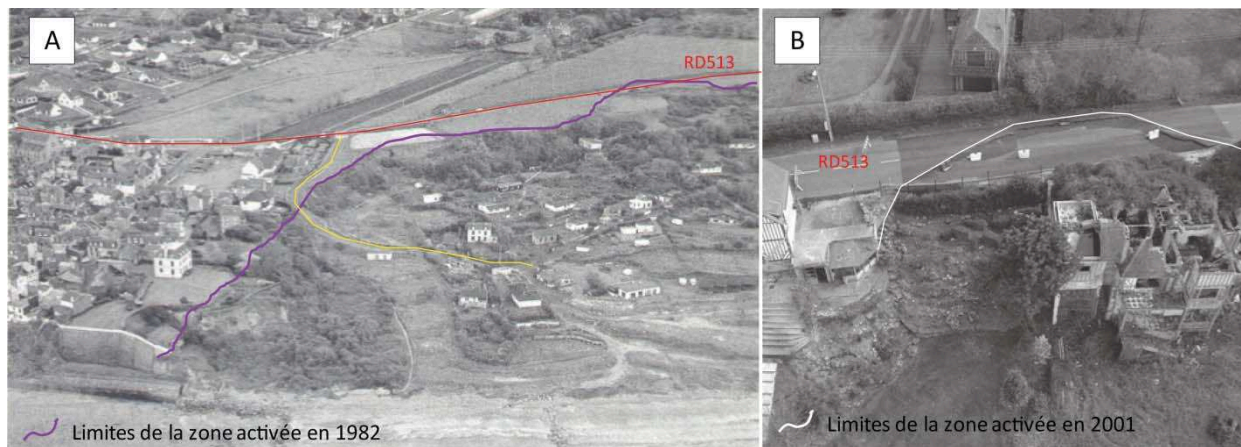 A
RD513
Limites de la zone activée en 1982
B
RD513
Limites de la zone activée en 2001